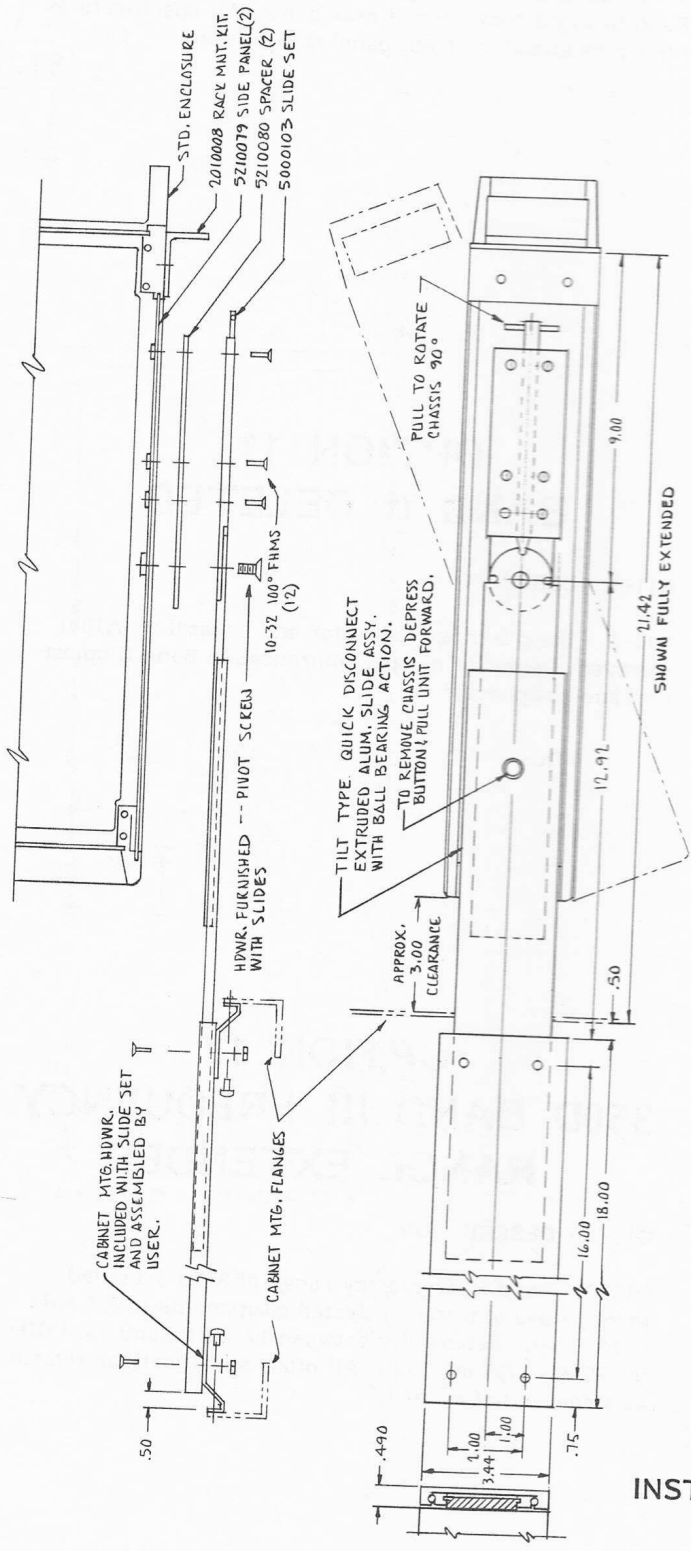 STD. ENCLOSURE
2010008 RACK MNT. KIT.
5210079 SIDE PANEL(2)
5210080 SPACER (2)
5000103 SLIDE SET
10-32 100° FHMS
(12)
HDWR. FURNISHED -- PIVOT SCREW
WITH SLIDES
CABINET MTG. HDWR.
INCLUDED WITH SLIDE SET
AND ASSEMBLED BY
USER.
.50
CABINET MTG. FLANGES
PULL TO ROTATE
CHASSIS 90°
TILT TYPE QUICK DISCONNECT
EXTRUDED ALUM. SLIDE ASSY.
WITH BALL BEARING ACTION.
TO REMOVE CHASSIS DEPRESS
BUTTON & PULL UNIT FORWARD.
APPROX.
3.00
CLEARANCE
9.00
12.92
21.42
SHOWN FULLY EXTENDED
.50
16.00
18.00
.75
1.00
2.00
3.44
.490
INST